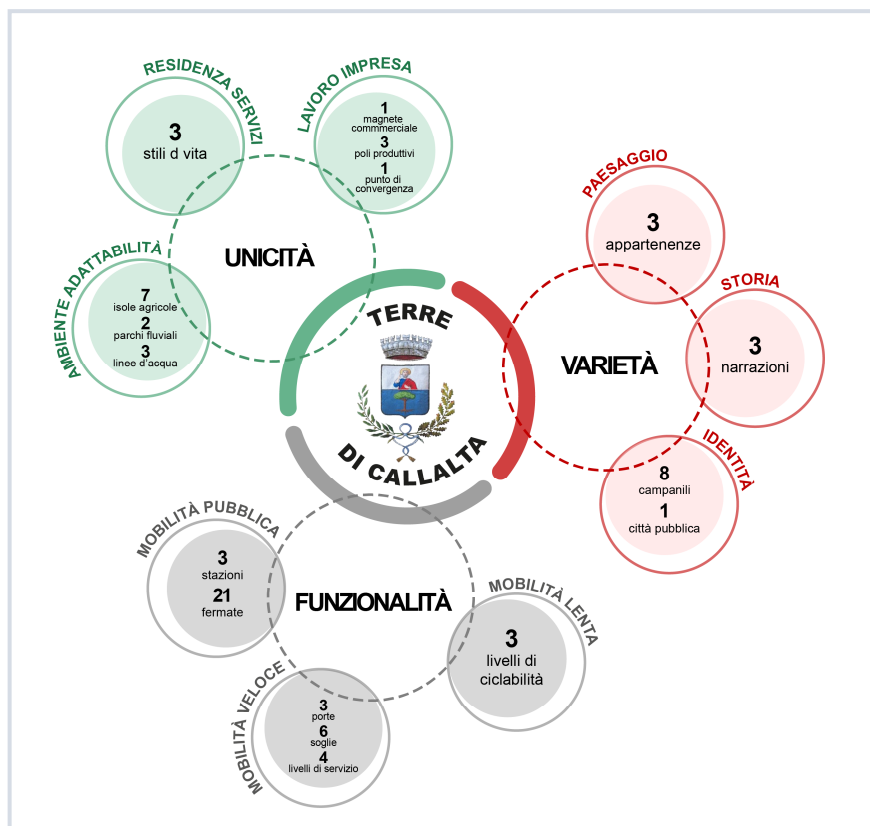 RESIDENZA SERVIZI
3
stili d vita
LAVORO IMPRESA
1
magnete
commmerciale
3
poli produttivi
1
punto di
convergenza
AMBIENTE ADATTABILITÀ
7
isole agricole
2
parchi fluviali
3
linee d'acqua
UNICITÀ
TERRE
DI CALLALTA
PAESAGGIO
3
appartenenze
STORIA
3
narrazioni
IDENTITÀ
8
campanili
1
città pubblica
VARIETÀ
MOBILITÀ PUBBLICA
3
stazioni
21
fermate
FUNZIONALITÀ
MOBILITÀ LENTA
3
livelli di
ciclabilità
MOBILITÀ VELOCE
3
porte
6
soglie
4
livelli di servizio